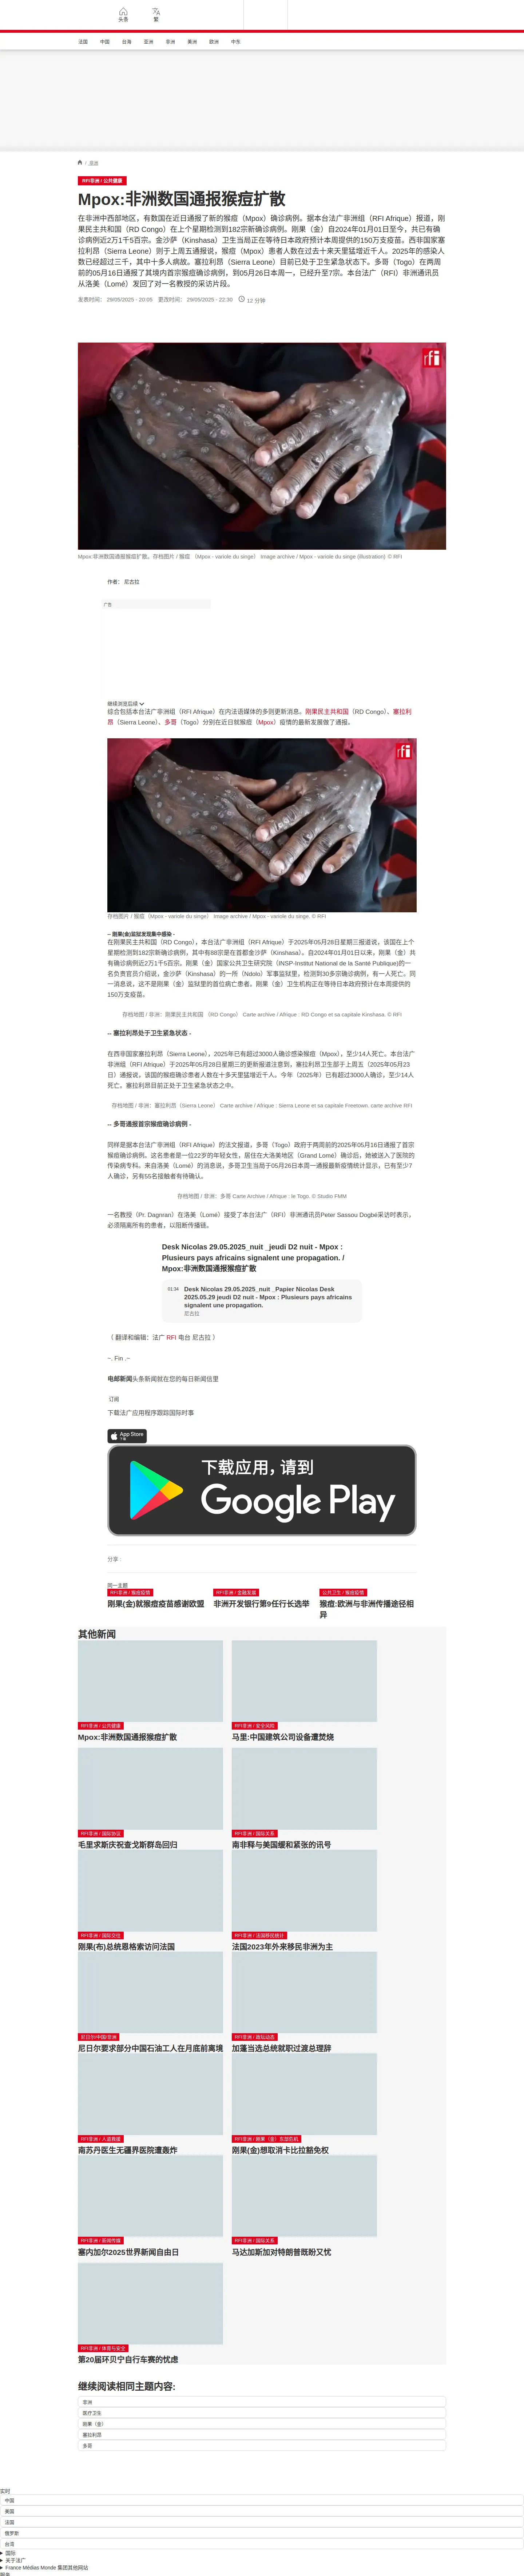 头条
繁
法国
中国
台海
亚洲
非洲
美洲
欧洲
中东
/ 非洲
RFI非洲 / 公共健康
Mpox:非洲数国通报猴痘扩散
在非洲中西部地区，有数国在近日通报了新的猴痘（Mpox）确诊病例。据本台法广非洲组（RFI Afrique）报道，刚
果民主共和国（RD Congo）在上个星期检测到182宗新确诊病例。刚果（金）自2024年01月01日至今，共已有确
诊病例近2万1千5百宗。金沙萨（Kinshasa）卫生当局正在等待日本政府预计本周提供的150万支疫苗。西非国家塞
拉利昂（Sierra Leone）则于上周五通报说，猴痘（Mpox）患者人数在过去十来天里猛增近千人。2025年的感染人
数已经超过三千，其中十多人病故。塞拉利昂（Sierra Leone）目前已处于卫生紧急状态下。多哥（Togo）在两周
前的05月16日通报了其境内首宗猴痘确诊病例，到05月26日本周一，已经升至7宗。本台法广（RFI）非洲通讯员
从洛美（Lomé）发回了对一名教授的采访片段。
发表时间： 29/05/2025 - 20:05 更改时间： 29/05/2025 - 22:30 12 分钟
rfi
Mpox:非洲数国通报猴痘扩散。存档图片 / 猴痘 （Mpox - variole du singe） Image archive / Mpox - variole du singe (illustration) © RFI
作者： 尼古拉
广告
继续浏览后续
综合包括本台法广非洲组（RFI Afrique）在内法语媒体的多则更新消息。刚果民主共和国（RD Congo）、塞拉利
昂（Sierra Leone）、多哥（Togo）分别在近日就猴痘（Mpox）疫情的最新发展做了通报。
rfi
存档图片 / 猴痘（Mpox - variole du singe） Image archive / Mpox - variole du singe. © RFI
-- 刚果(金)监狱发现集中感染 -
在刚果民主共和国（RD Congo），本台法广非洲组（RFI Afrique）于2025年05月28日星期三报道说，该国在上个
星期检测到182宗新确诊病例，其中有88宗是在首都金沙萨（Kinshasa）。自2024年01月01日以来，刚果（金）共
有确诊病例近2万1千5百宗。刚果（金）国家公共卫生研究院（INSP-Institut National de la Santé Publique)的一
名负责官员介绍说，金沙萨（Kinshasa）的一所（Ndolo）军事监狱里，检测到30多宗确诊病例，有一人死亡。同
一消息说，这不是刚果（金）监狱里的首位病亡患者。刚果（金）卫生机构正在等待日本政府预计在本周提供的
150万支疫苗。
存档地图 / 非洲：刚果民主共和国 （RD Congo） Carte archive / Afrique : RD Congo et sa capitale Kinshasa. © RFI
-- 塞拉利昂处于卫生紧急状态 -
在西非国家塞拉利昂（Sierra Leone），2025年已有超过3000人确诊感染猴痘（Mpox），至少14人死亡。本台法广
非洲组（RFI Afrique）于2025年05月28日星期三的更新报道注意到，塞拉利昂卫生部于上周五（2025年05月23
日）通报说，该国的猴痘确诊患者人数在十多天里猛增近千人。今年（2025年）已有超过3000人确诊，至少14人
死亡。塞拉利昂目前正处于卫生紧急状态之中。
存档地图 / 非洲：塞拉利昂（Sierra Leone） Carte archive / Afrique : Sierra Leone et sa capitale Freetown. carte archive RFI
-- 多哥通报首宗猴痘确诊病例 -
同样是据本台法广非洲组（RFI Afrique）的法文报道，多哥（Togo）政府于两周前的2025年05月16日通报了首宗
猴痘确诊病例。这名患者是一位22岁的年轻女性，居住在大洛美地区（Grand Lomé）确诊后，她被送入了医院的
传染病专科。来自洛美（Lomé）的消息说，多哥卫生当局于05月26日本周一通报最新疫情统计显示，已有至少7
人确诊，另有55名接触者有待确认。
存档地图 / 非洲：多哥 Carte Archive / Afrique : le Togo. © Studio FMM
一名教授（Pr. Dagnran）在洛美（Lomé）接受了本台法广（RFI）非洲通讯员Peter Sassou Dogbé采访时表示，
必须隔离所有的患者，以阻断传播链。
Desk Nicolas 29.05.2025_nuit _jeudi D2 nuit - Mpox :
Plusieurs pays africains signalent une propagation. /
Mpox:非洲数国通报猴痘扩散
01:34 Desk Nicolas 29.05.2025_nuit _Papier Nicolas Desk
2025.05.29 jeudi D2 nuit - Mpox : Plusieurs pays africains
signalent une propagation.
尼古拉
（ 翻译和编辑：法广 RFI 电台 尼古拉 ）
~. Fin .~
电邮新闻头条新闻就在您的每日新闻信里
订阅
下载法广应用程序跟踪国际时事
App Store
下载
下载应用，请到
Google Play
分享 :
同一主题
RFI非洲 / 猴痘疫情
刚果(金)就猴痘疫苗感谢欧盟
RFI非洲 / 金融发展
非洲开发银行第9任行长选举
公共卫生 / 猴痘疫情
猴痘:欧洲与非洲传播途径相
异
其他新闻
RFI非洲 / 公共健康
Mpox:非洲数国通报猴痘扩散
RFI非洲 / 安全风险
马里:中国建筑公司设备遭焚烧
RFI非洲 / 国际协议
毛里求斯庆祝查戈斯群岛回归
RFI非洲 / 国际关系
南非释与美国缓和紧张的讯号
RFI非洲 / 国际交往
刚果(布)总统恩格索访问法国
RFI非洲 / 法国移民统计
法国2023年外来移民非洲为主
尼日尔/中国/非洲
尼日尔要求部分中国石油工人在月底前离境
RFI非洲 / 政坛动态
加蓬当选总统就职过渡总理辞
RFI非洲 / 人道救援
南苏丹医生无疆界医院遭轰炸
RFI非洲 / 刚果（金）东部危机
刚果(金)想取消卡比拉豁免权
RFI非洲 / 新闻传媒
塞内加尔2025世界新闻自由日
RFI非洲 / 国际关系
马达加斯加对特朗普既盼又忧
RFI非洲 / 体育与安全
第20届环贝宁自行车赛的忧虑
继续阅读相同主题内容:
非洲
医疗卫生
刚果（金）
塞拉利昂
多哥
实时
中国
美国
法国
俄罗斯
台湾
国际
关于法广
France Médias Monde 集团其他网站
服务